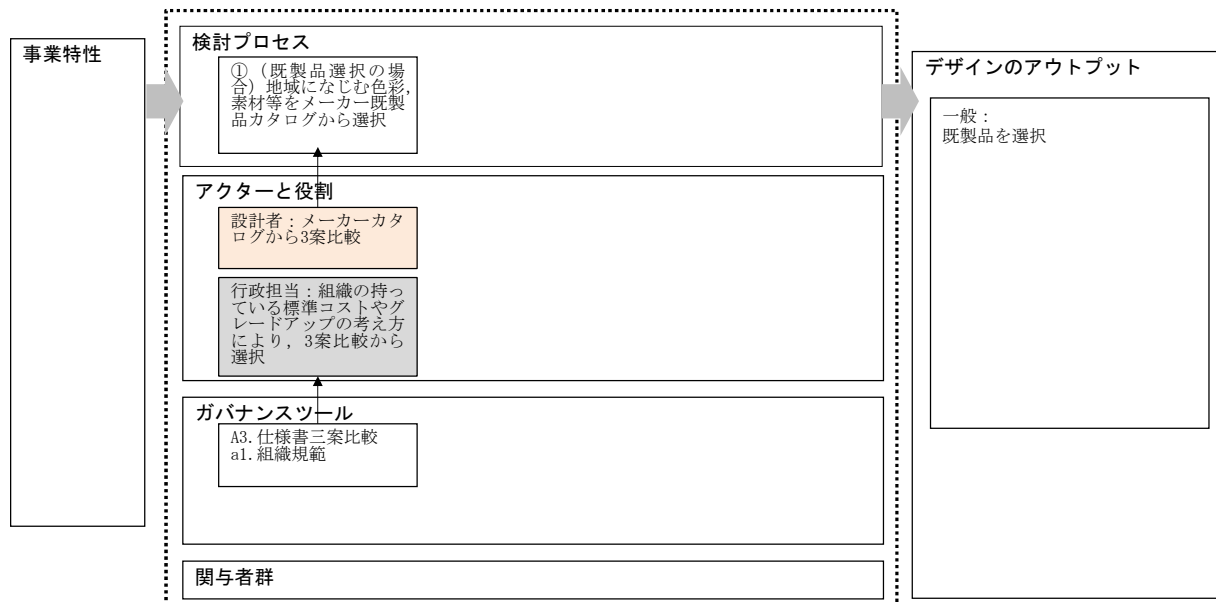 事業特性
検討プロセス
① (既製品選択の場
合) 地域になじむ色彩,
素材等をメーカー既製
品カタログから選択
アクターと役割
設計者：メーカーカタ
ログから3案比較
行政担当：組織の持っ
ている標準コストやグ
レードアップの考え方
により，3案比較から
選択
ガバナンスツール
A3.仕様書三案比較
a1.組織規範
関与者群
デザインのアウトプット
一般：
既製品を選択